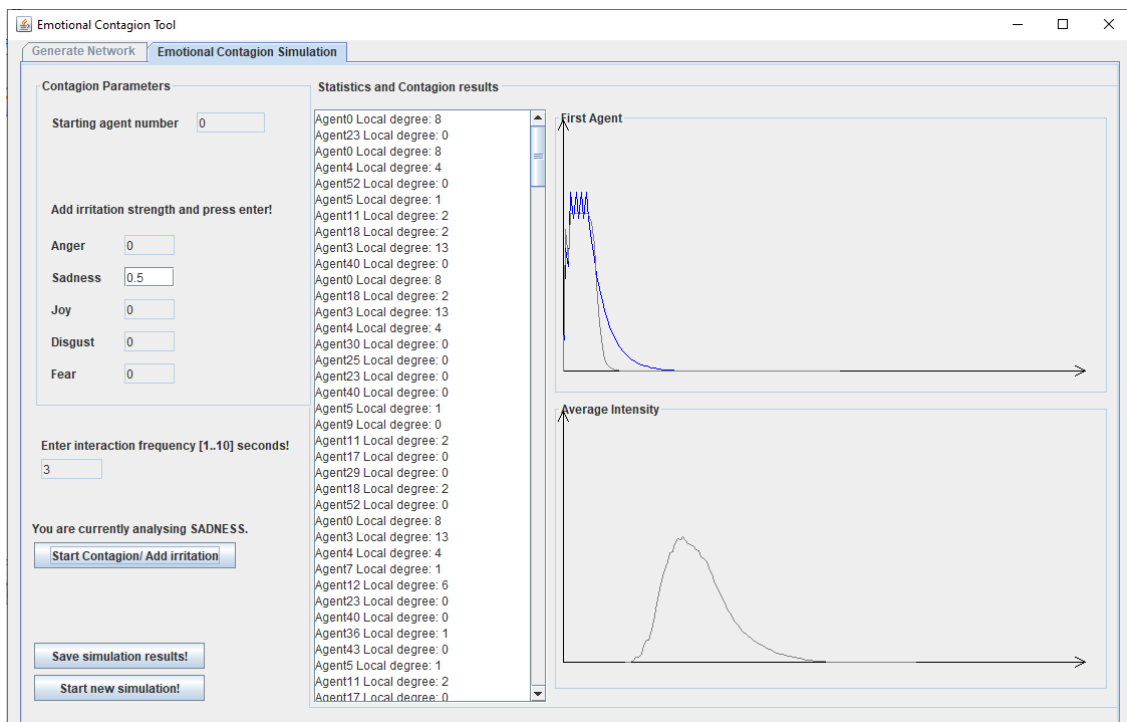 Emotional Contagion Tool
Generate Network
Emotional Contagion Simulation
Contagion Parameters
Starting agent number 0
Add irritation strength and press enter!
Anger 0
Sadness 0.5
Joy 0
Disgust 0
Fear 0
Enter interaction frequency [1..10] seconds!
3
You are currently analysing SADNESS.
Start Contagion/ Add irritation
Save simulation results!
Start new simulation!
Statistics and Contagion results
Agent0 Local degree: 8
Agent23 Local degree: 0
Agent0 Local degree: 8
Agent4 Local degree: 4
Agent52 Local degree: 0
Agent5 Local degree: 1
Agent11 Local degree: 2
Agent18 Local degree: 2
Agent3 Local degree: 13
Agent40 Local degree: 0
Agent0 Local degree: 8
Agent18 Local degree: 2
Agent3 Local degree: 13
Agent4 Local degree: 4
Agent30 Local degree: 0
Agent25 Local degree: 0
Agent23 Local degree: 0
Agent40 Local degree: 0
Agent5 Local degree: 1
Agent9 Local degree: 0
Agent11 Local degree: 2
Agent17 Local degree: 0
Agent29 Local degree: 0
Agent18 Local degree: 2
Agent52 Local degree: 0
Agent0 Local degree: 8
Agent3 Local degree: 13
Agent4 Local degree: 4
Agent7 Local degree: 1
Agent12 Local degree: 6
Agent23 Local degree: 0
Agent40 Local degree: 0
Agent36 Local degree: 1
Agent43 Local degree: 0
Agent5 Local degree: 1
Agent11 Local degree: 2
Agent17 Local degree: 0
First Agent
Average Intensity